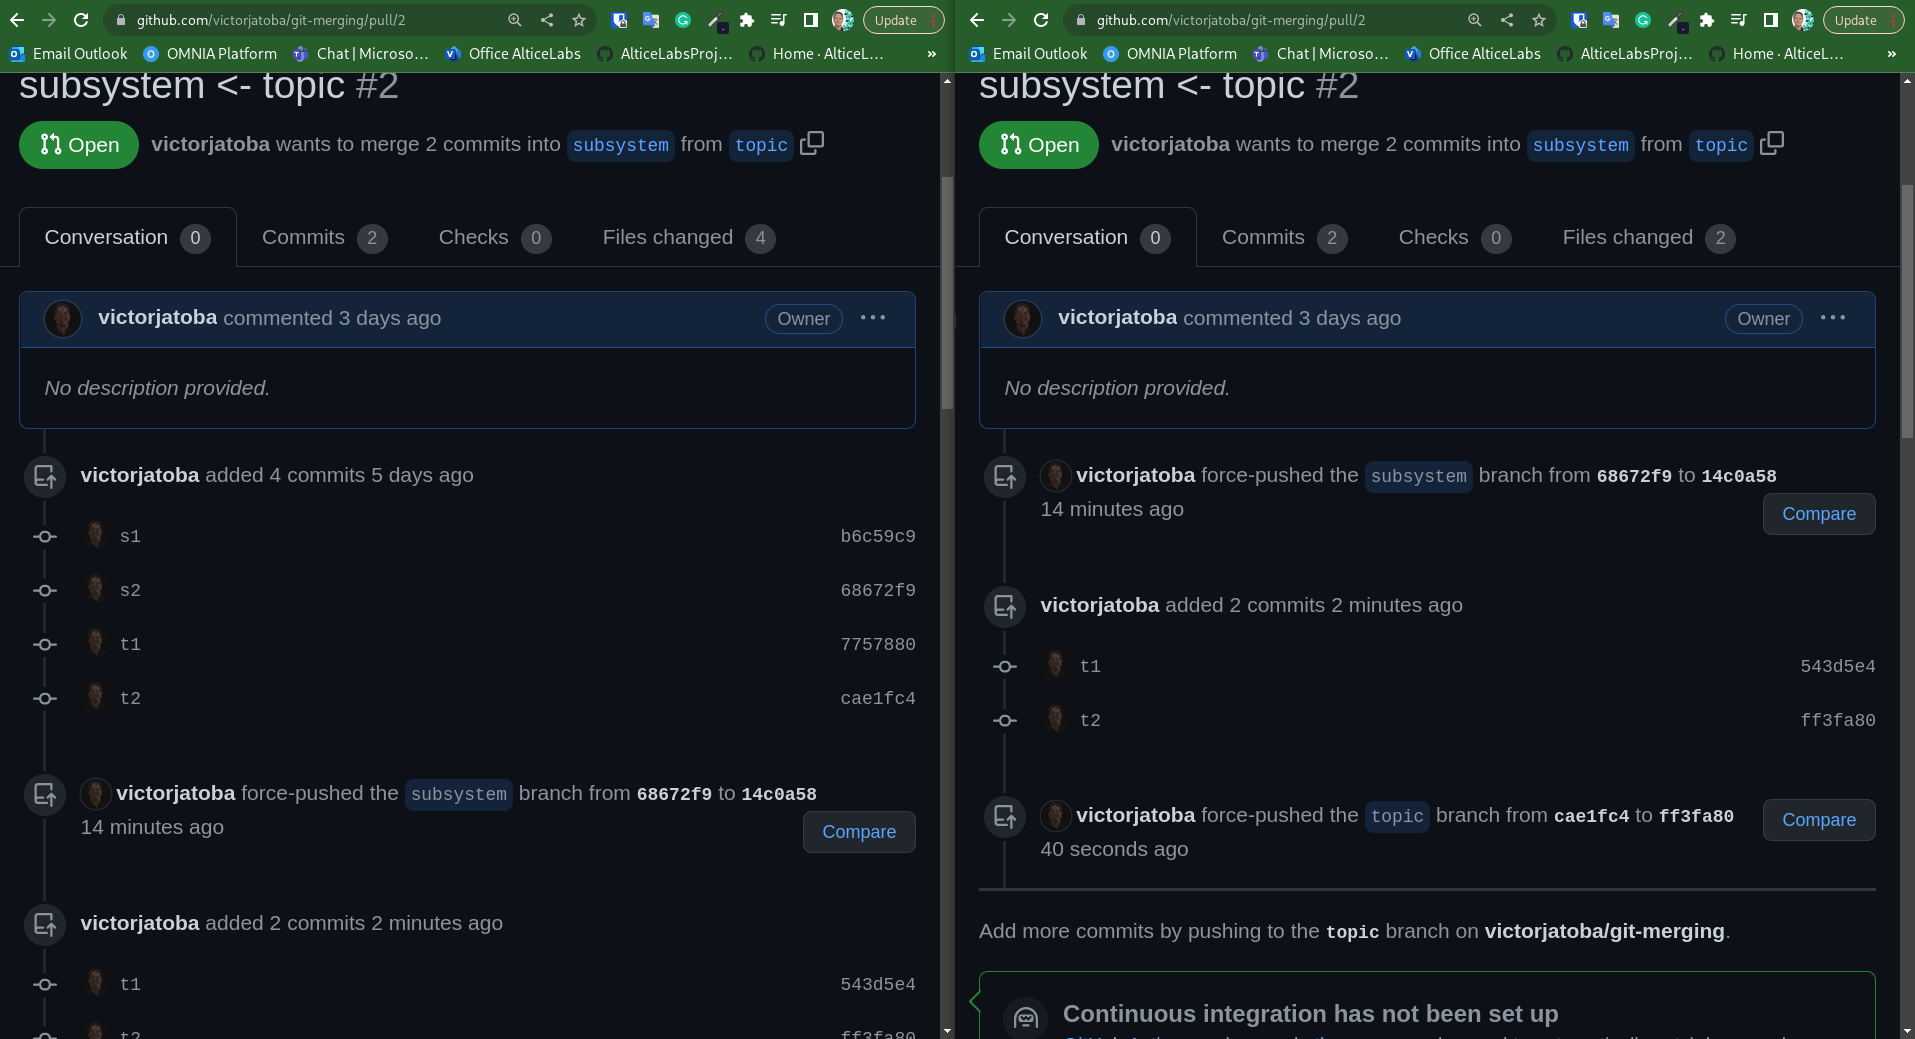 github.com/victorjatoba/git-merging/pull/2
Update
Email Outlook
OMNIA Platform
Chat | Microso...
Office AlticeLabs
AlticeLabsProj...
Home · AlticeL...
»
subsystem <- topic #2
Open
victorjatoba wants to merge 2 commits into subsystem from topic
Conversation 0
Commits 2
Checks 0
Files changed 4
victorjatoba commented 3 days ago
Owner
No description provided.
victorjatoba added 4 commits 5 days ago
s1 b6c59c9
s2 68672f9
t1 7757880
t2 cae1fc4
victorjatoba force-pushed the subsystem branch from 68672f9 to 14c0a58
14 minutes ago
Compare
victorjatoba added 2 commits 2 minutes ago
t1 543d5e4
t2 ff3fa80
github.com/victorjatoba/git-merging/pull/2
Update
Email Outlook
OMNIA Platform
Chat | Microso...
Office AlticeLabs
AlticeLabsProj...
Home · AlticeL...
»
subsystem <- topic #2
Open
victorjatoba wants to merge 2 commits into subsystem from topic
Conversation 0
Commits 2
Checks 0
Files changed 2
victorjatoba commented 3 days ago
Owner
No description provided.
victorjatoba force-pushed the subsystem branch from 68672f9 to 14c0a58
14 minutes ago
Compare
victorjatoba added 2 commits 2 minutes ago
t1 543d5e4
t2 ff3fa80
victorjatoba force-pushed the topic branch from cae1fc4 to ff3fa80
Compare
40 seconds ago
Add more commits by pushing to the topic branch on victorjatoba/git-merging.
Continuous integration has not been set up